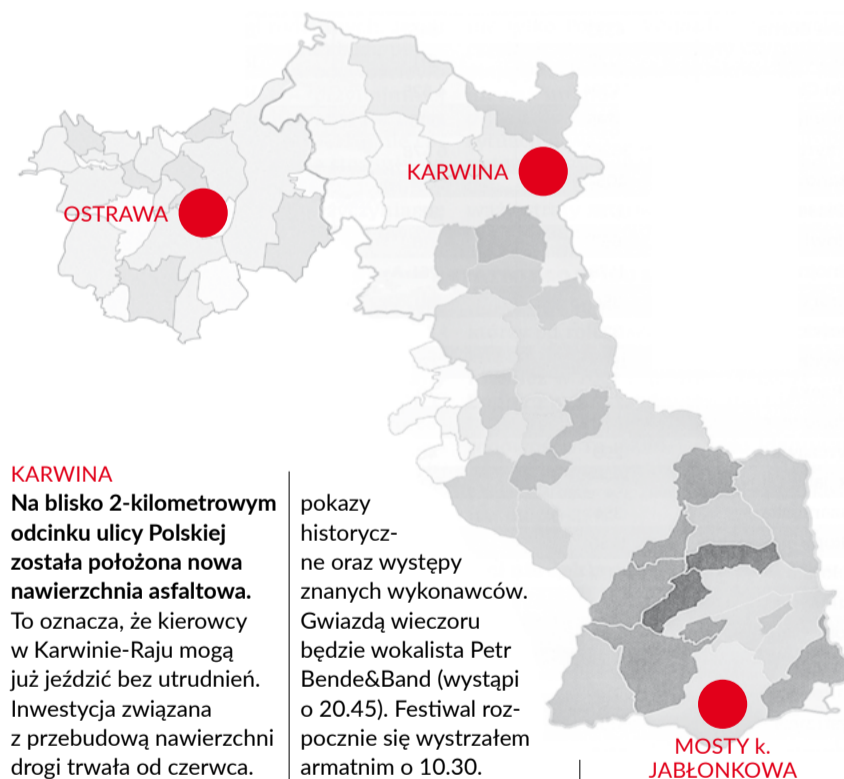 KARWINA
OSTRAWA
KARWINA
Na blisko 2-kilometrowym
odcinku ulicy Polskiej
została położona nowa
nawierzchnia asfaltowa.
To oznacza, że kierowcy
w Karwinie-Raju mogą
już jeździć bez utrudnień.
Inwestycja związana
z przebudową nawierzchni
drogi trwała od czerwca.
pokazy
historycz-
ne oraz występy
znanych wykonawców.
Gwiazdą wieczoru
będzie wokalista Petr
Bende&Band (wystąpi
o 20.45). Festiwal roz-
pocznie się wystrzałem
armatnim o 10.30.
MOSTY k.
JABŁONKOWA